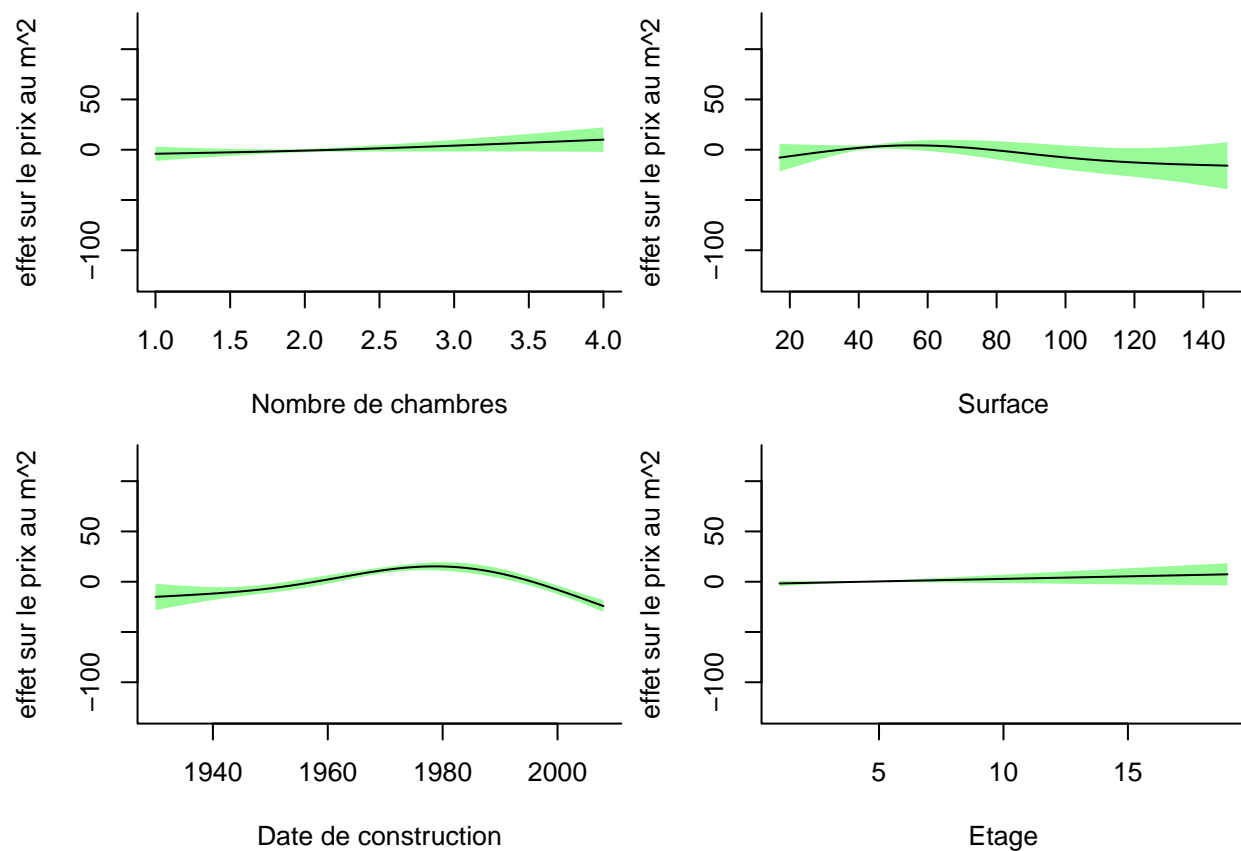 effet sur le prix au m^2
50
0
−100
1.0 1.5 2.0 2.5 3.0 3.5 4.0
Nombre de chambres
effet sur le prix au m^2
50
0
−100
20 40 60 80 100 120 140
Surface
effet sur le prix au m^2
50
0
−100
1940 1960 1980 2000
Date de construction
effet sur le prix au m^2
50
0
−100
5 10 15
Etage